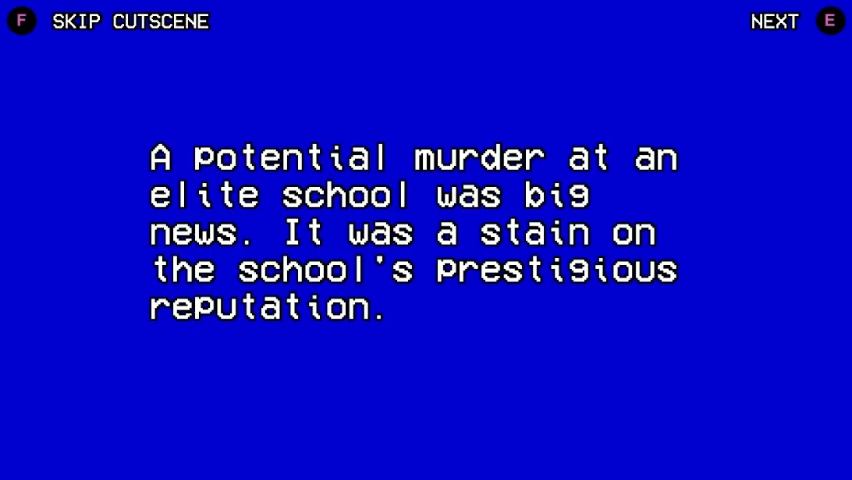 F SKIP CUTSCENE NEXT E
A potential murder at an
elite school was big
news. It was a stain on
the school's prestigious
reputation.